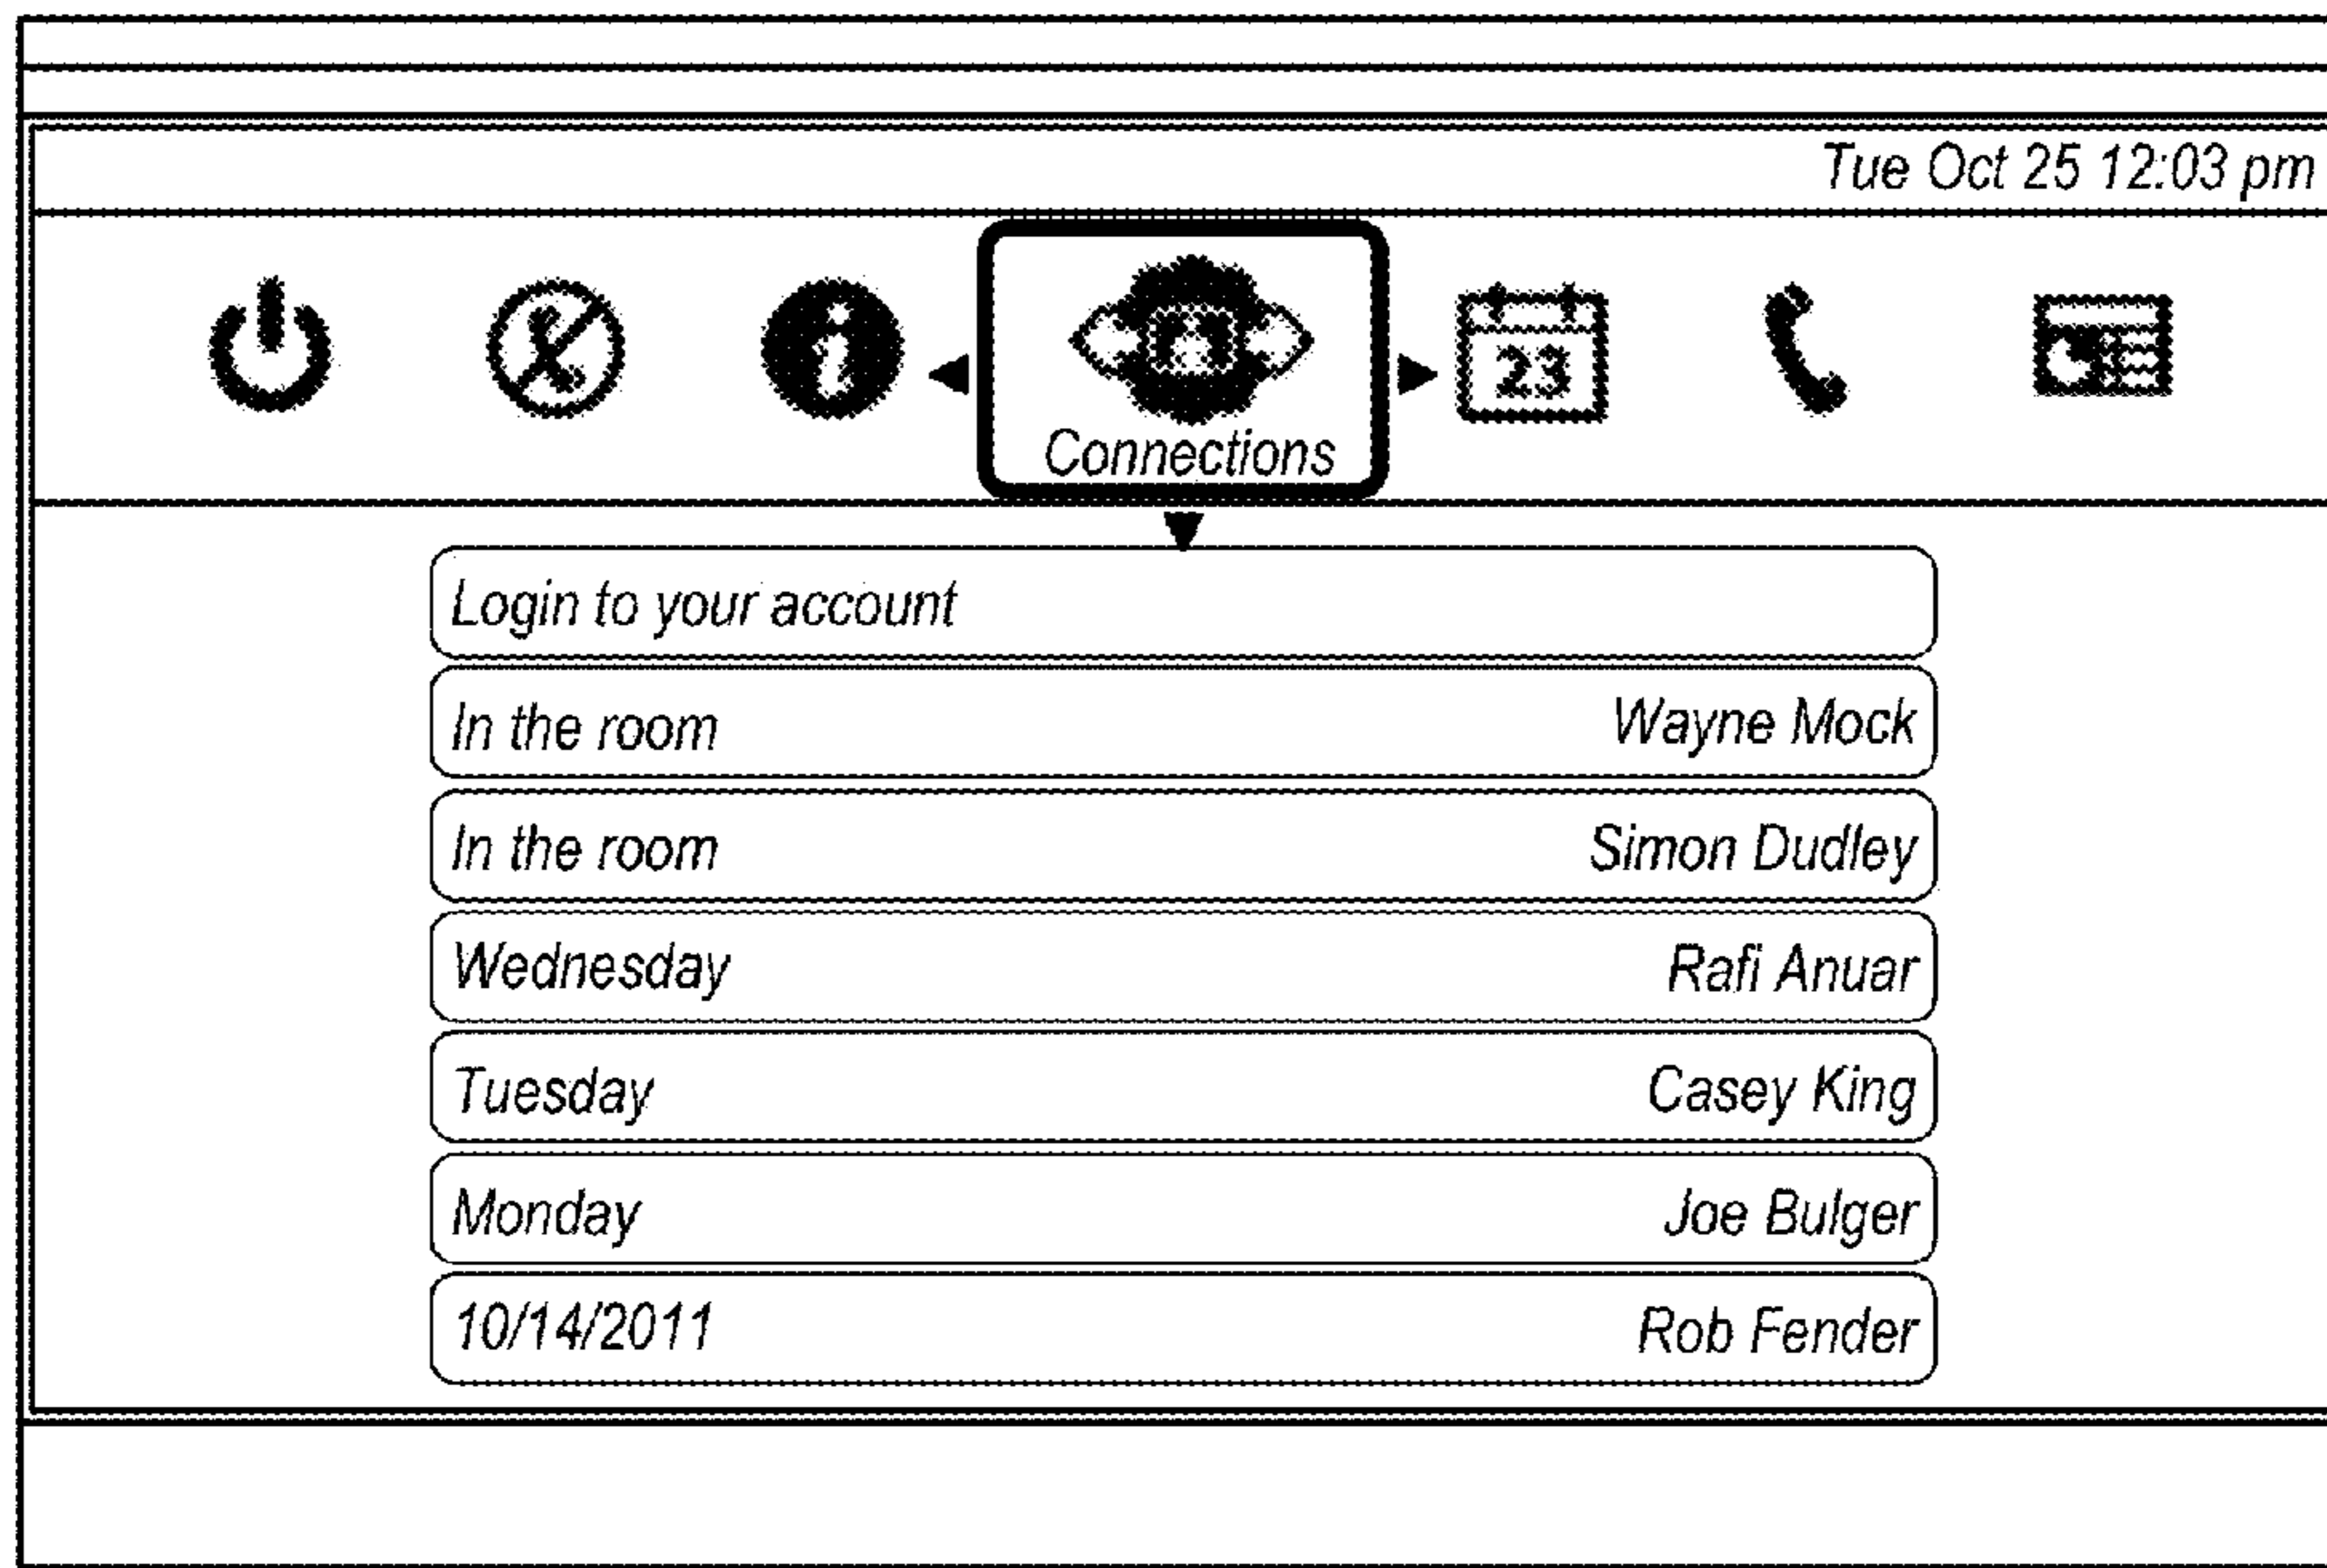 Tue Oct 25 12:03 pm
23
Connections
Login to your account
In the room Wayne Mock
In the room Simon Dudley
Wednesday Rafi Anuar
Tuesday Casey King
Monday Joe Bulger
10/14/2011 Rob Fender